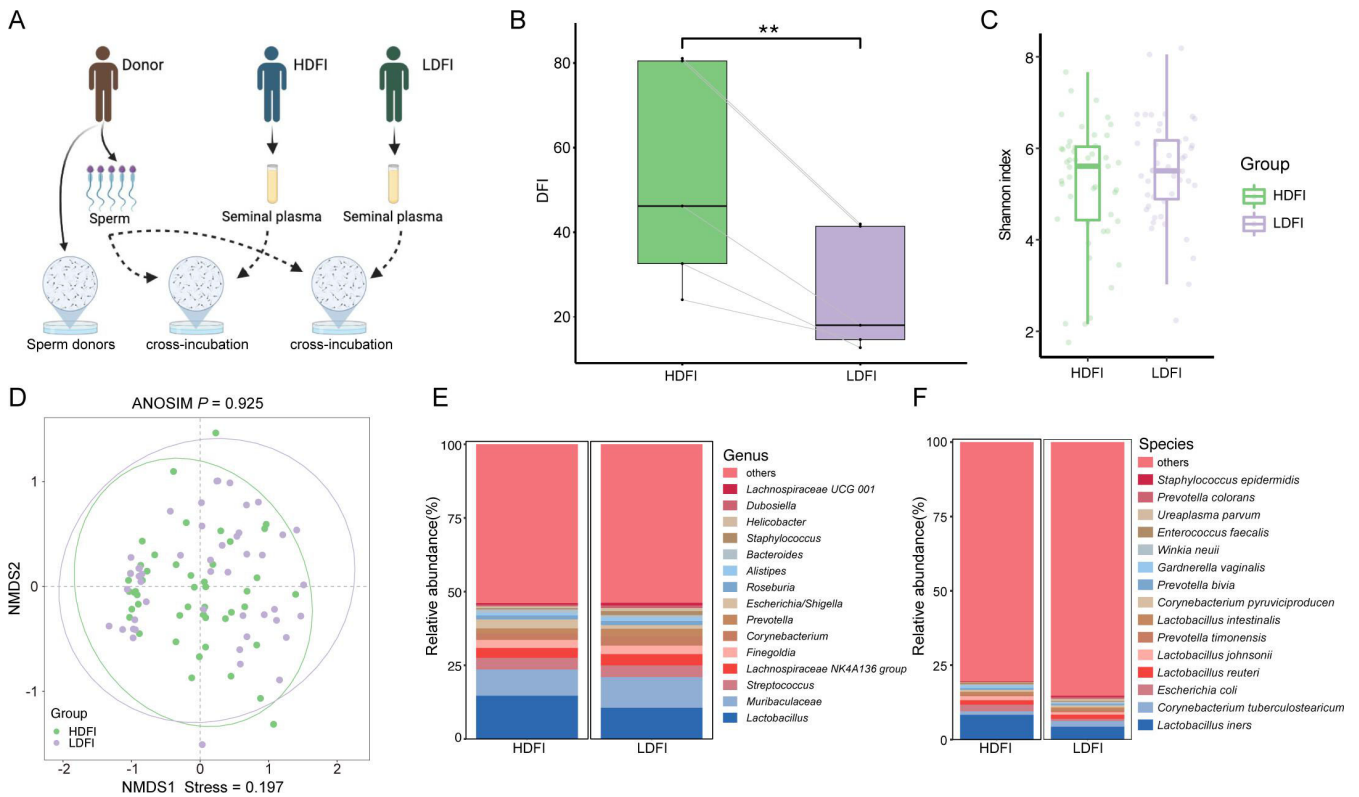 A
Donor
HDFI
LDFI
Sperm
Seminal plasma
Seminal plasma
Sperm donors
cross-incubation
cross-incubation
B
**
DFI
80
60
40
20
HDFI
LDFI
C
Shannon index
8
6
4
2
HDFI
LDFI
Group
HDFI
LDFI
D
ANOSIM P = 0.925
NMDS2
1
0
-1
Group
HDFI
LDFI
-2
-1
0
1
2
NMDS1 Stress = 0.197
E
Relative abundance(%)
100
75
50
25
0
HDFI
LDFI
Genus
others
Lachnospiraceae UCG 001
Dubosiella
Helicobacter
Staphylococcus
Bacteroides
Alistipes
Roseburia
Escherichia/Shigella
Prevotella
Corynebacterium
Finegoldia
Lachnospiraceae NK4A136 group
Streptococcus
Muribaculaceae
Lactobacillus
F
Relative abundance(%)
100
75
50
25
0
HDFI
LDFI
Species
others
Staphylococcus epidermidis
Prevotella colorans
Ureaplasma parvum
Enterococcus faecalis
Winkia neuii
Gardnerella vaginalis
Prevotella bivia
Corynebacterium pyruviciproducen
Lactobacillus intestinalis
Prevotella timonensis
Lactobacillus johnsonii
Lactobacillus reuteri
Escherichia coli
Corynebacterium tuberculostearicum
Lactobacillus iners